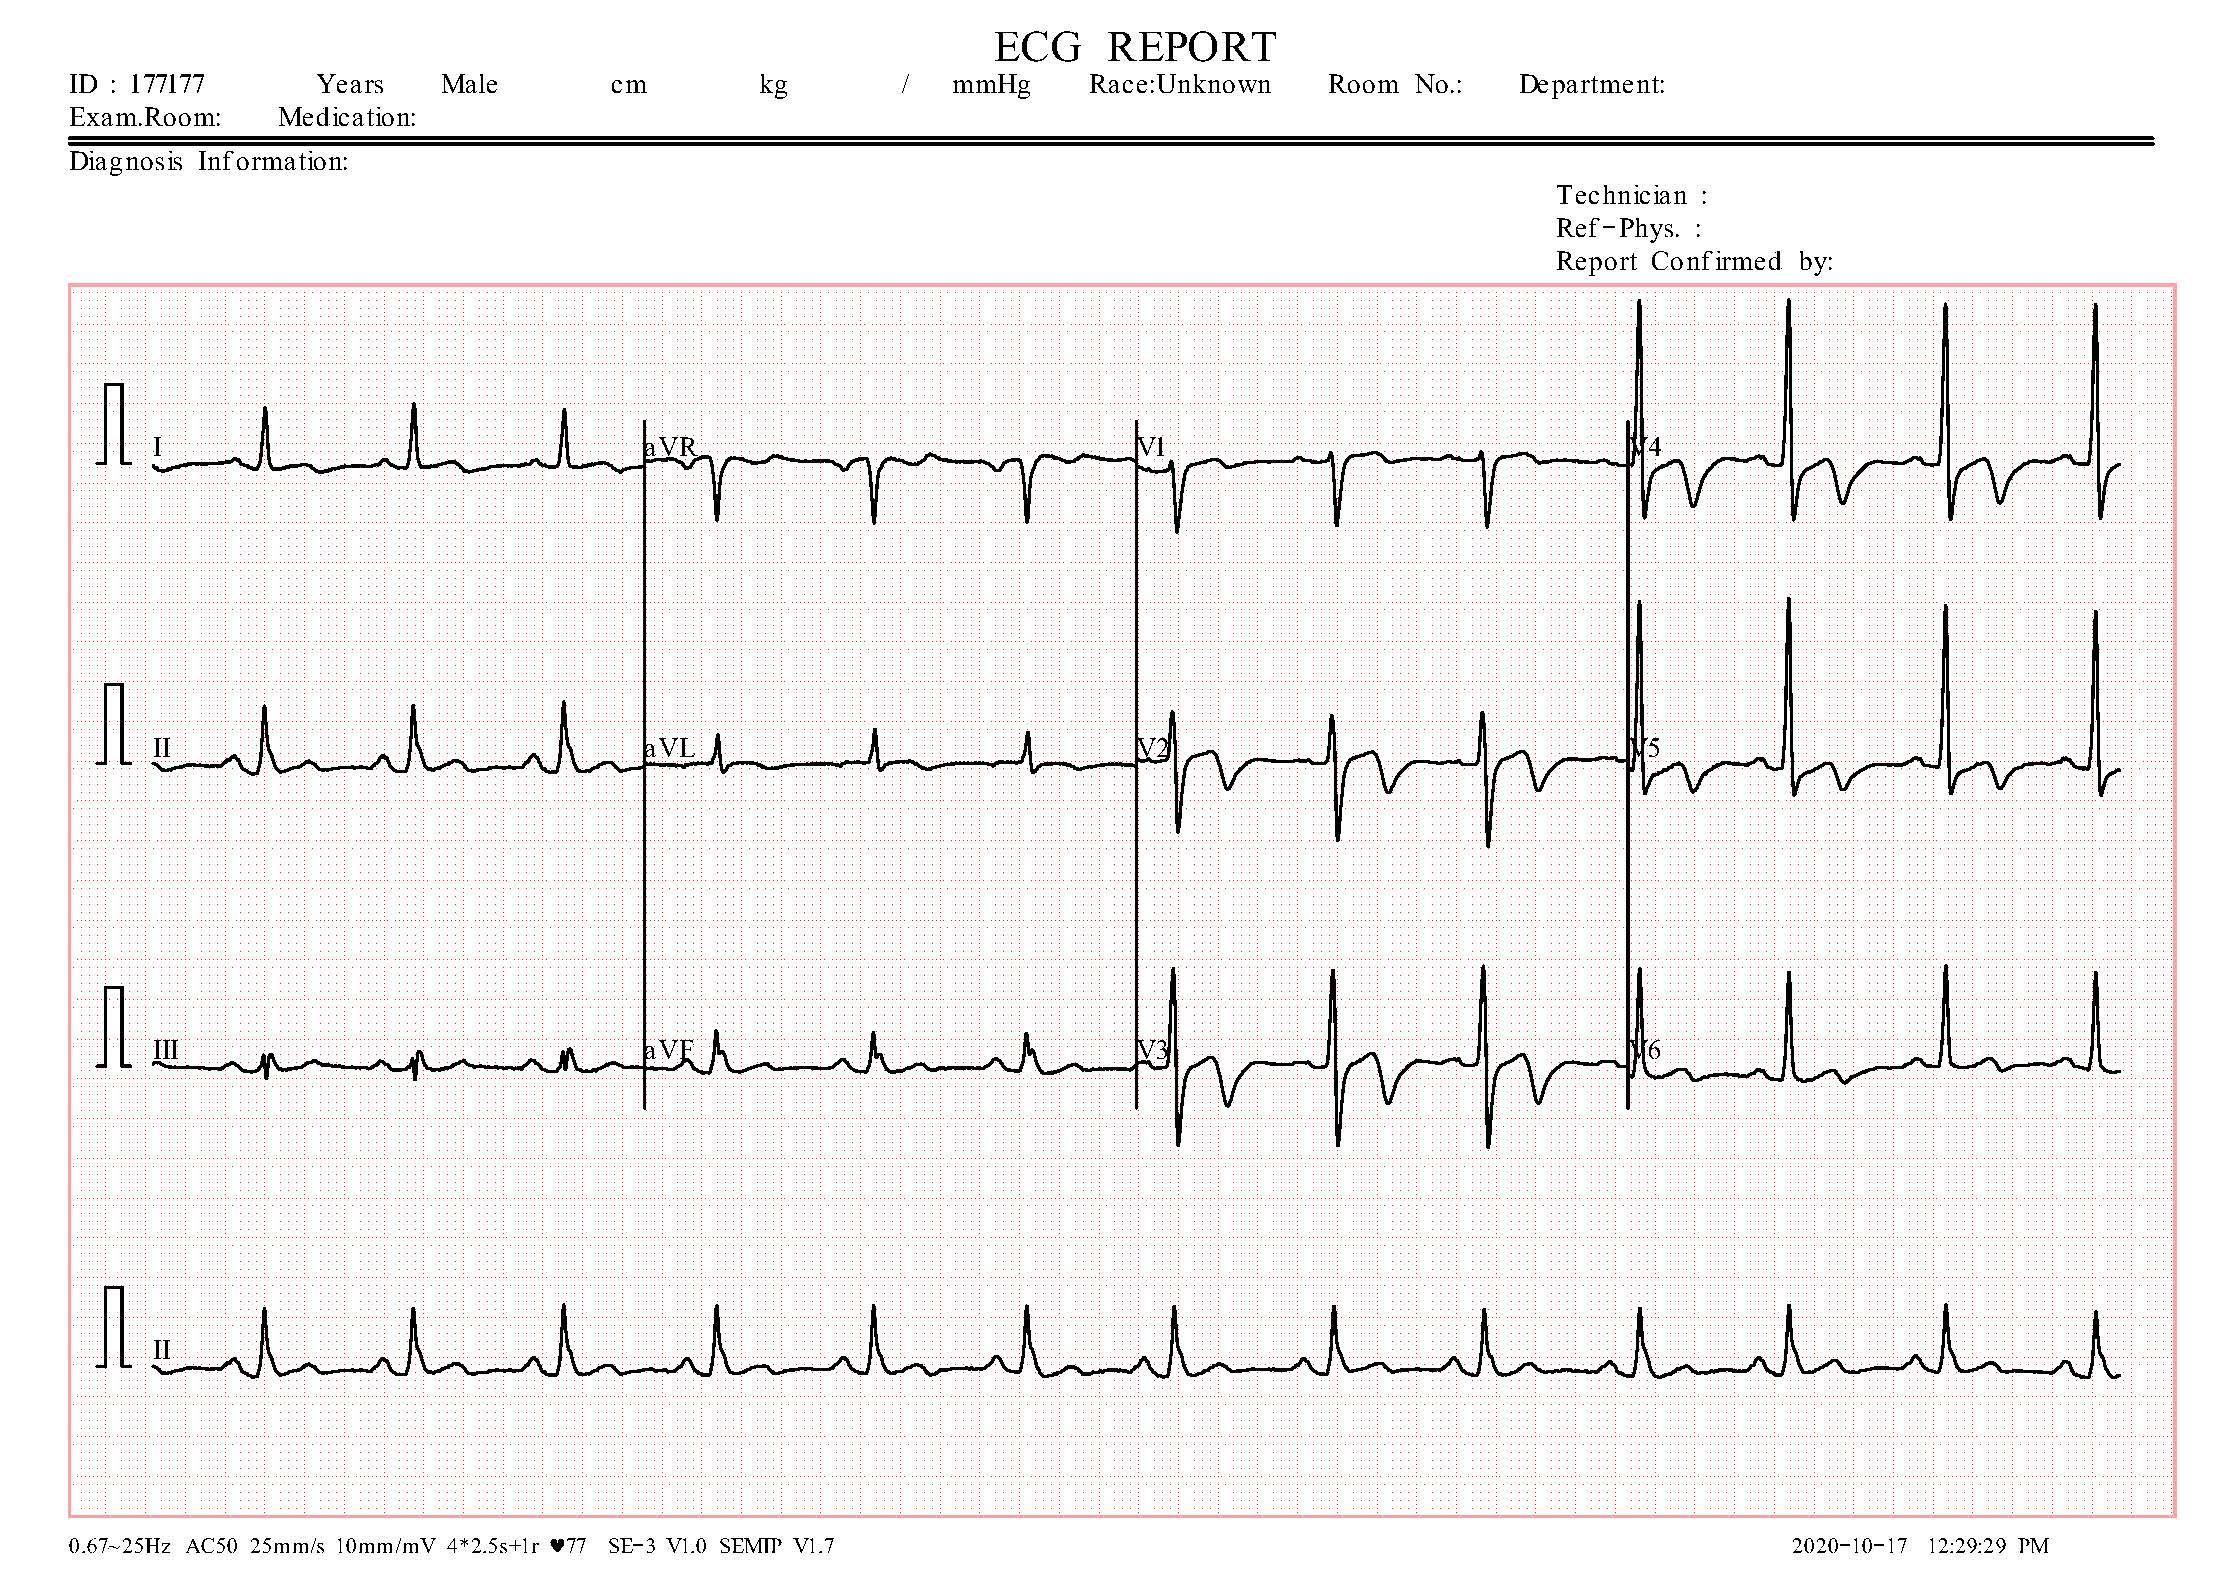 ECG REPORT
ID : 177177 Years Male cm kg / mmHg Race:Unknown Room No.: Department:
Exam.Room: Medication:
Diagnosis Information:
Technician :
Ref-Phys. :
Report Confirmed by:
I aVR V1 V4
II aVL V2 V5
III aVF V3 V6
II
0.67~25Hz AC50 25mm/s 10mm/mV 4*2.5s+1r ♥77 SE-3 V1.0 SEMIP V1.7 2020-10-17 12:29:29 PM